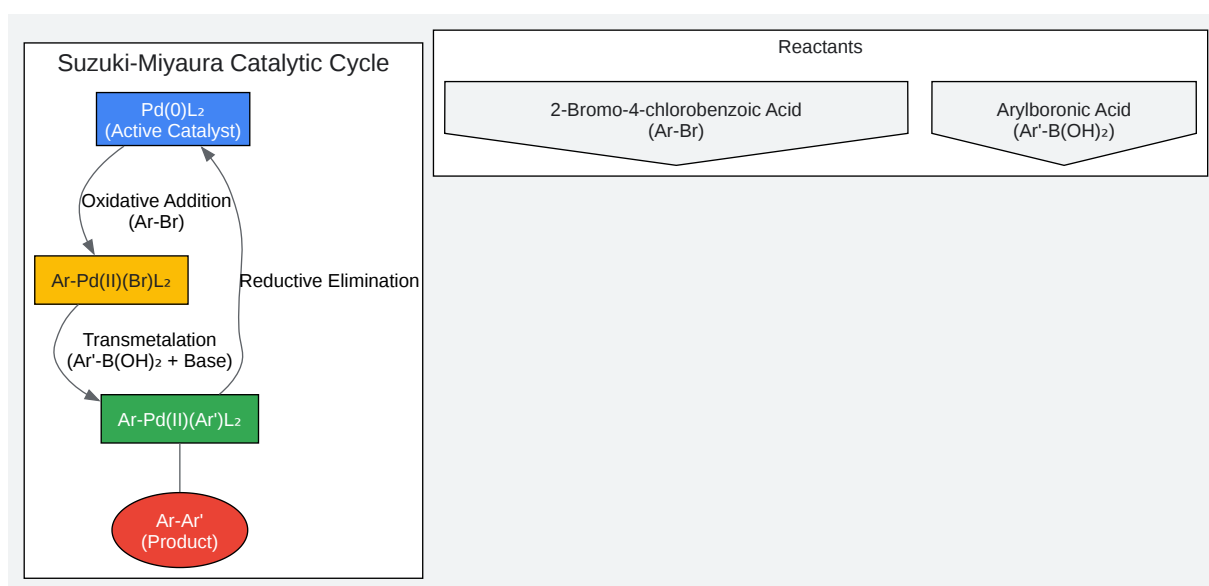 Suzuki-Miyaura Catalytic Cycle
Pd(0)L₂
(Active Catalyst)
Oxidative Addition
(Ar-Br)
Ar-Pd(II)(Br)L₂
Reductive Elimination
Transmetalation
(Ar'-B(OH)₂ + Base)
Ar-Pd(II)(Ar')L₂
Ar-Ar'
(Product)
Reactants
2-Bromo-4-chlorobenzoic Acid
(Ar-Br)
Arylboronic Acid
(Ar'-B(OH)₂)